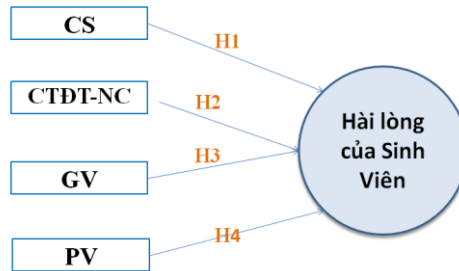 CS
H1
CTĐT-NC
H2
Hài lòng
của Sinh
Viên
H3
GV
H4
PV